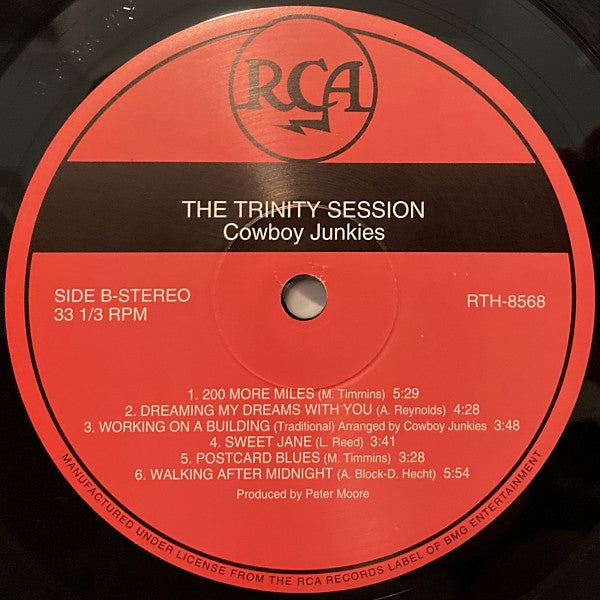 RCA
THE TRINITY SESSION
Cowboy Junkies
SIDE B-STEREO
33 1/3 RPM
RTH-8568
1. 200 MORE MILES (M. Timmins) 5:29
2. DREAMING MY DREAMS WITH YOU (A. Reynolds) 4:28
3. WORKING ON A BUILDING (Traditional) Arranged by Cowboy Junkies 3:48
4. SWEET JANE (L. Reed) 3:41
5. POSTCARD BLUES (M. Timmins) 3:28
6. WALKING AFTER MIDNIGHT (A. Block-D. Hecht) 5:54
Produced by Peter Moore
MANUFACTURED UNDER LICENSE FROM THE RCA RECORDS LABEL OF BMG ENTERTAINMENT